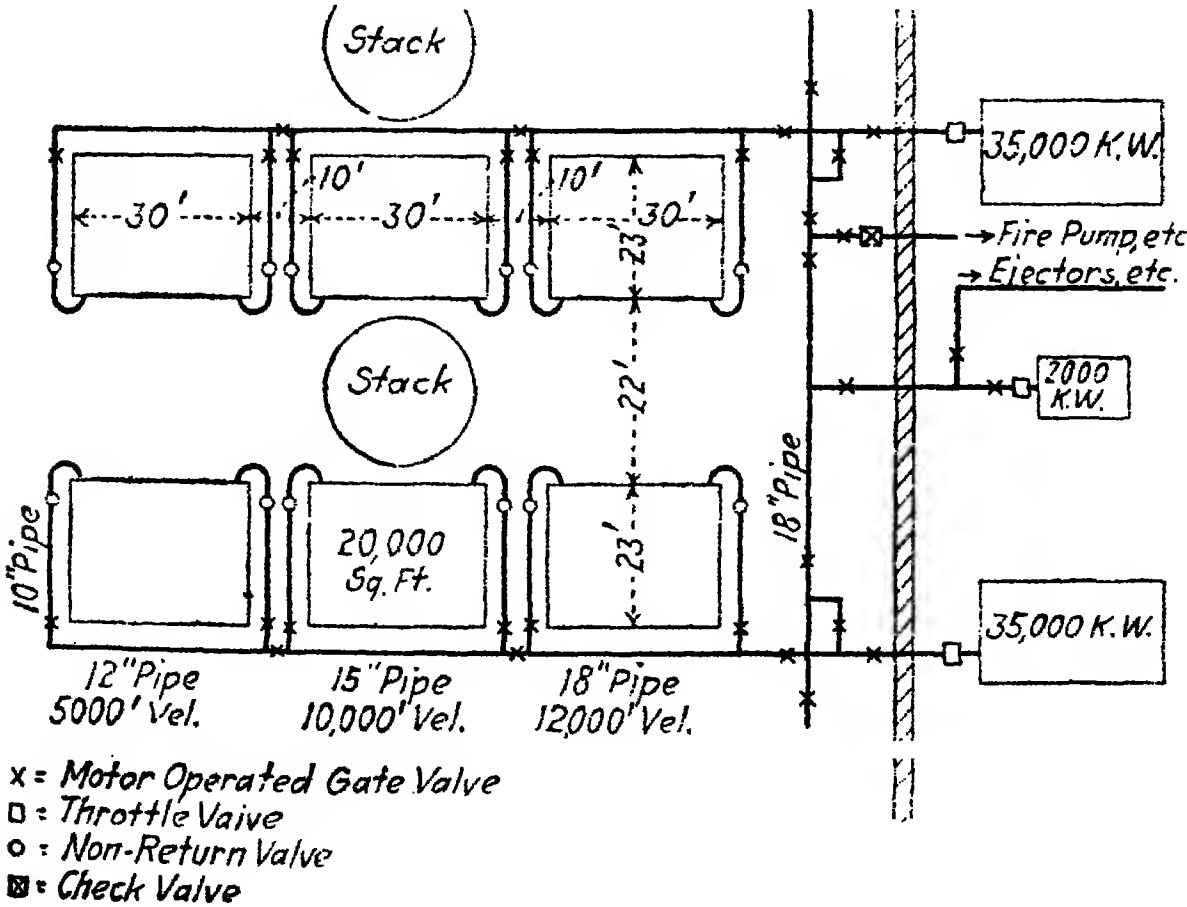 Stack
35,000 K.W.
10'
10'
30'
30'
30'
23'
→Fire Pump,etc
→Ejectors,etc.
Stack
22'
2000
K.W.
18"Pipe
10"Pipe
20,000
Sq. Ft.
23'
35,000 K.W.
12"Pipe
5000' Vel.
15"Pipe
10,000' Vel.
18"Pipe
12,000' Vel.
x = Motor Operated Gate Valve
□ = Throttle Valve
○ = Non-Return Valve
⊠ = Check Valve